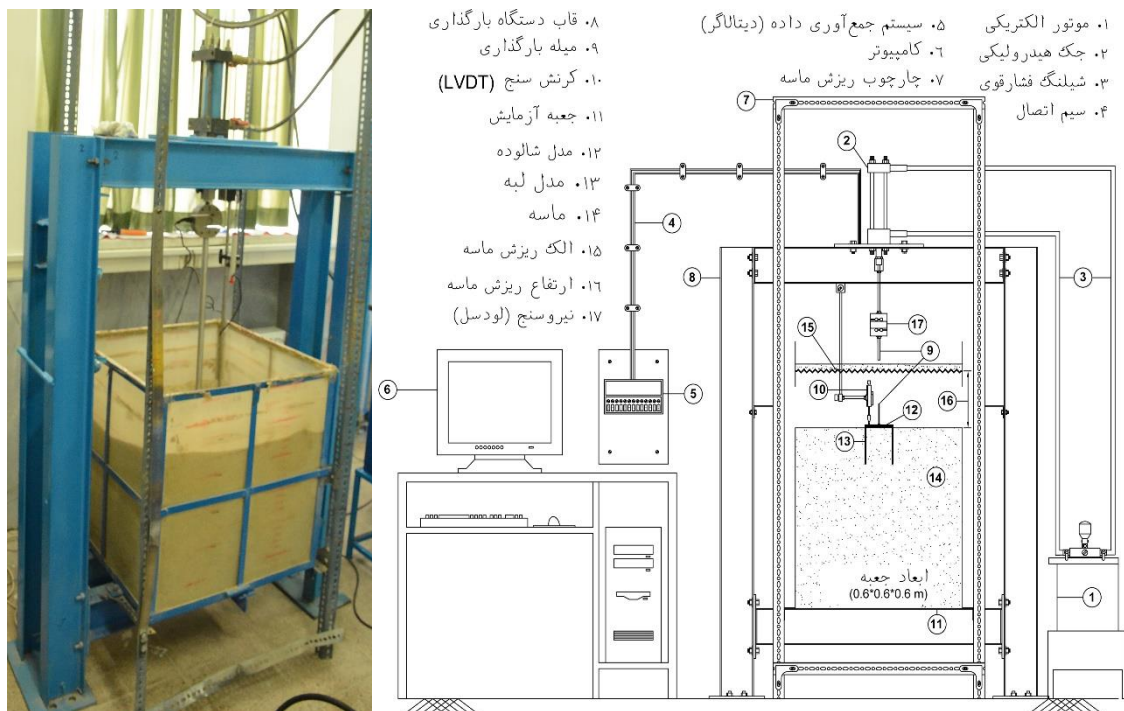 ۱. موتور الکتریکی
۲. جک هیدرولیکی
۳. شیلنگ فشارقوی
۴. سیم اتصال
۵. سیستم جمع‌آوری داده (دیتالاگر)
۶. کامپیوتر
۷. چارچوب ریزش ماسه
۸. قاب دستگاه بارگذاری
۹. میله بارگذاری
۱۰. کرنش سنج (LVDT)
۱۱. جعبه آزمایش
۱۲. مدل شالوده
۱۳. مدل لبه
۱۴. ماسه
۱۵. الک ریزش ماسه
۱۶. ارتفاع ریزش ماسه
۱۷. نیروسنج (لودسل)
7
2
4
8
3
17
15
9
6
5
10
16
12
13
14
ابعاد جعبه
(0.6*0.6*0.6 m)
1
11